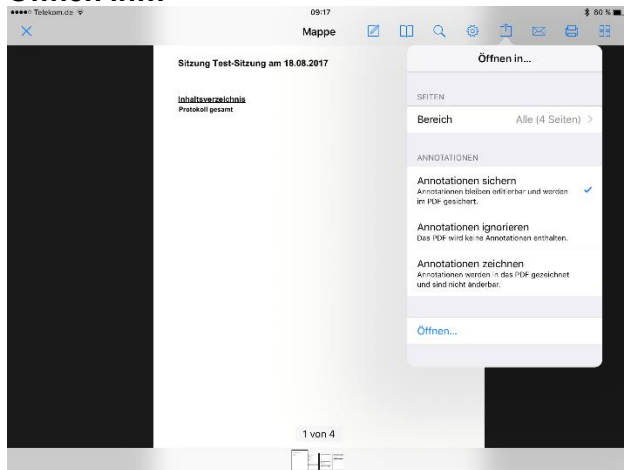 Öffnen in...
Telekom.de
09:17
60 %
Mappe
Sitzung Test-Sitzung am 18.08.2017
Inhaltsverzeichnis
Protokoll gesamt
Öffnen in...
SEITEN
Bereich
Alle (4 Seiten)
ANNOTATIONEN
Annotationen sichern
Annotationen bleiben editierbar und werden
im PDF gesichert.
Annotationen ignorieren
Das PDF wird keine Annotationen enthalten.
Annotationen zeichnen
Annotationen werden in das PDF gezeichnet
und sind nicht änderbar.
Öffnen...
1 von 4